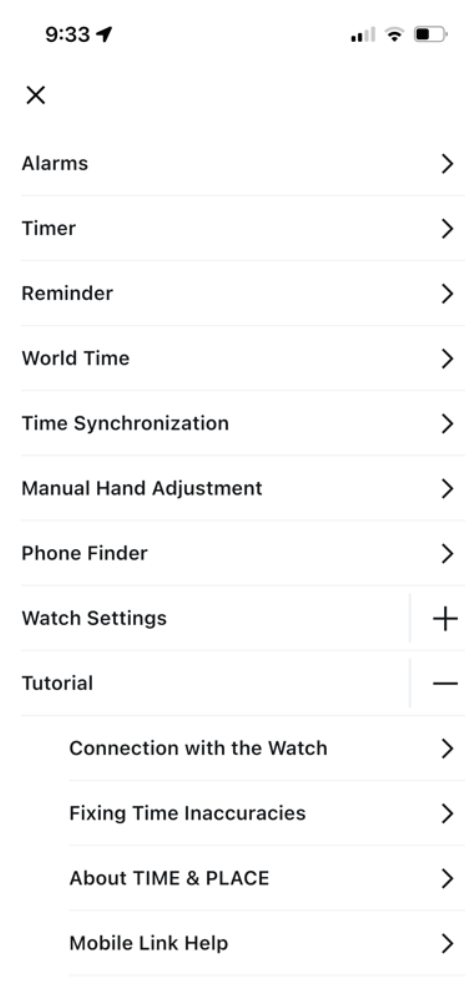 9:33
Alarms
Timer
Reminder
World Time
Time Synchronization
Manual Hand Adjustment
Phone Finder
Watch Settings
Tutorial
Connection with the Watch
Fixing Time Inaccuracies
About TIME & PLACE
Mobile Link Help